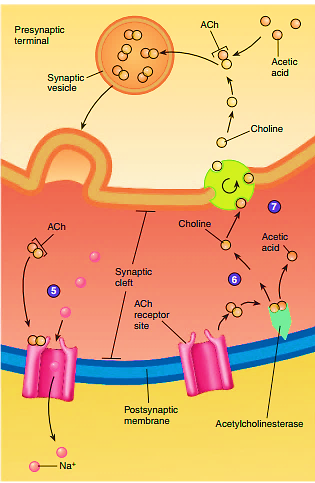 Presynaptic
terminal
ACh
Acetic
acid
Synaptic
vesicle
Choline
7
ACh
Choline
Acetic
acid
5
Synaptic
cleft
6
ACh
receptor
site
Postsynaptic
membrane
Acetylcholinesterase
Na⁺